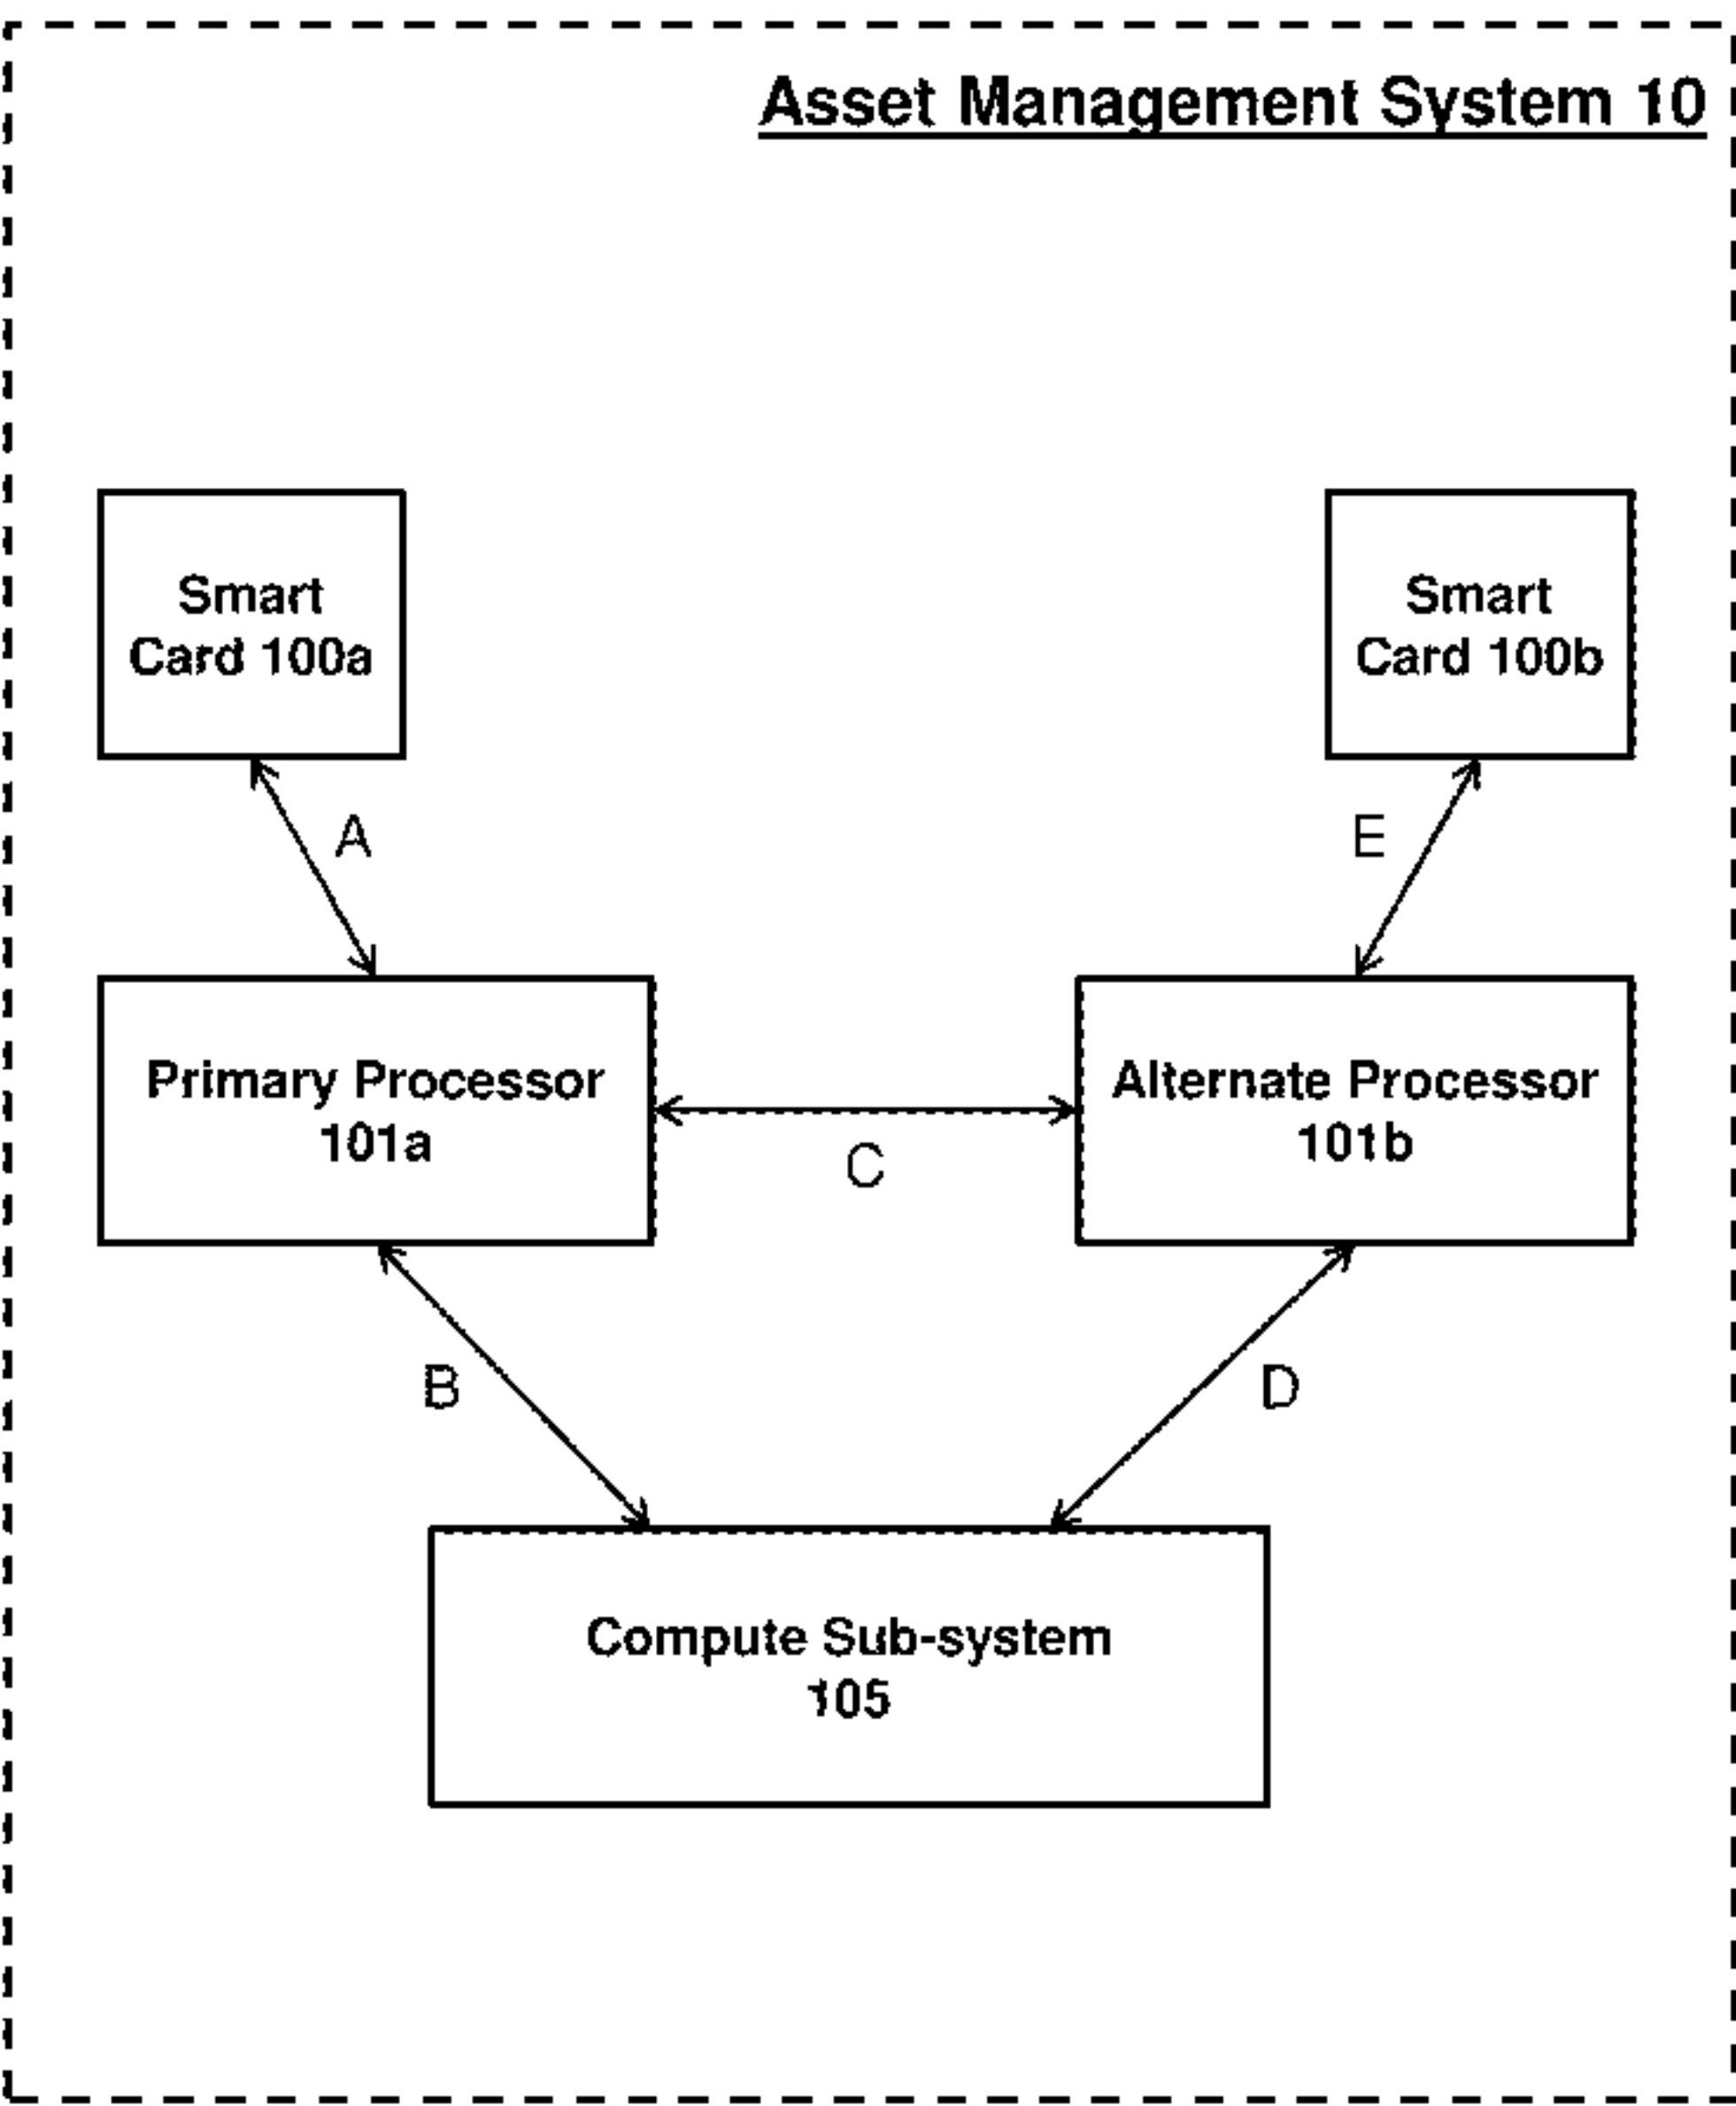 Asset Management System 10
Smart
Card 100a
Smart
Card 100b
A
E
Primary Processor
101a
Alternate Processor
101b
C
B
D
Compute Sub-system
105